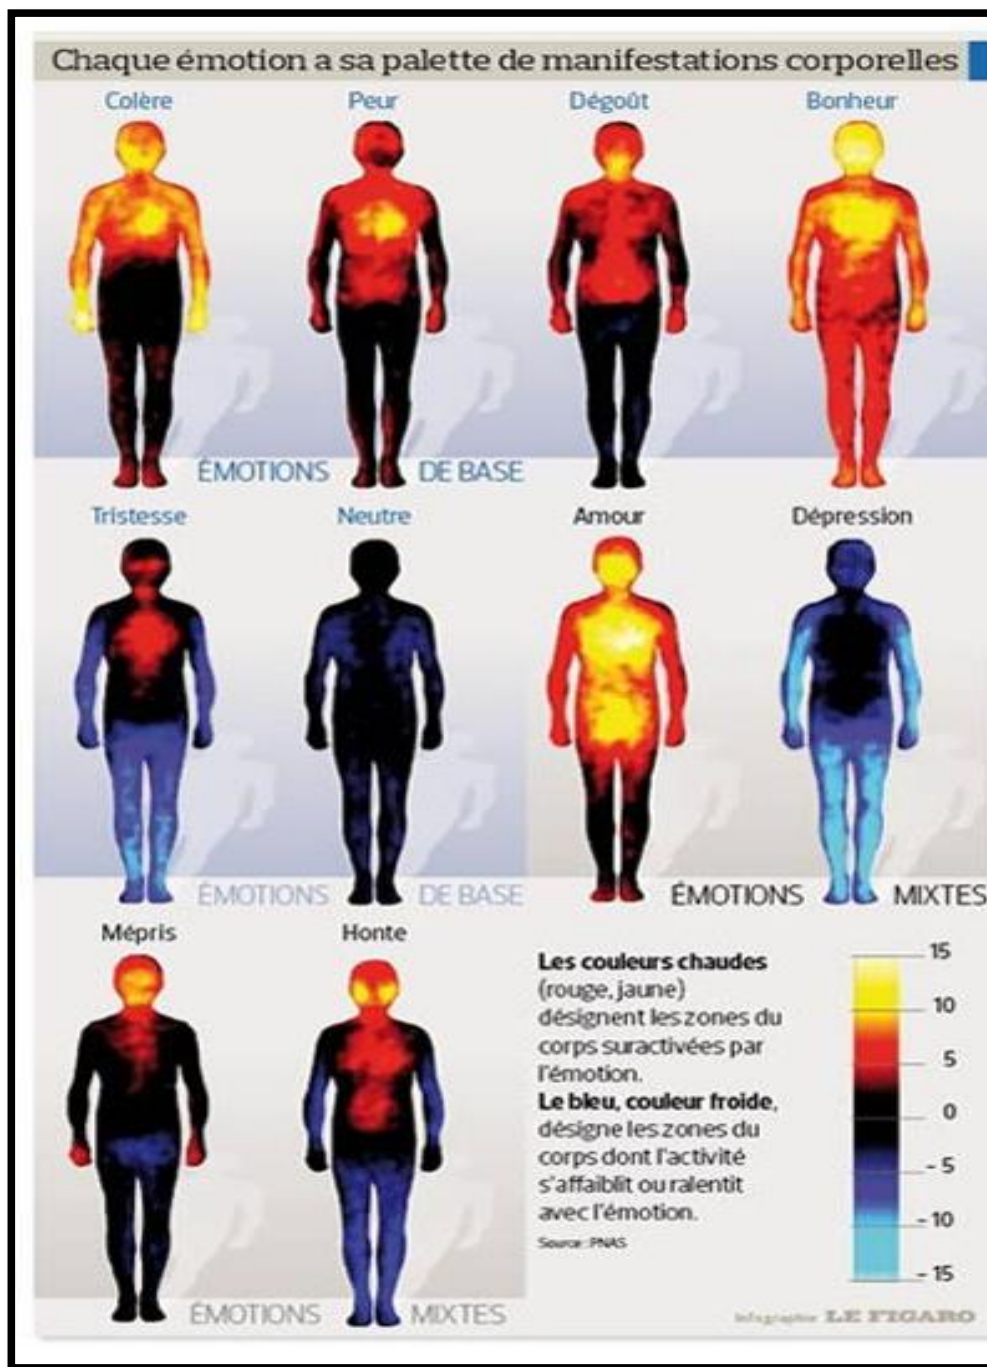 Chaque émotion a sa palette de manifestations corporelles
Colère
Peur
Dégoût
Bonheur
ÉMOTIONS DE BASE
Tristesse
Neutre
Amour
Dépression
ÉMOTIONS DE BASE
ÉMOTIONS MIXTES
Mépris
Honte
ÉMOTIONS MIXTES
Les couleurs chaudes
(rouge, jaune)
désignent les zones du
corps suractivées par
l'émotion.
Le bleu, couleur froide,
désigne les zones du
corps dont l'activité
s'affaiblit ou ralentit
avec l'émotion.
Source : PNAS
15
10
5
0
- 5
- 10
- 15
Infographie LE FIGARO